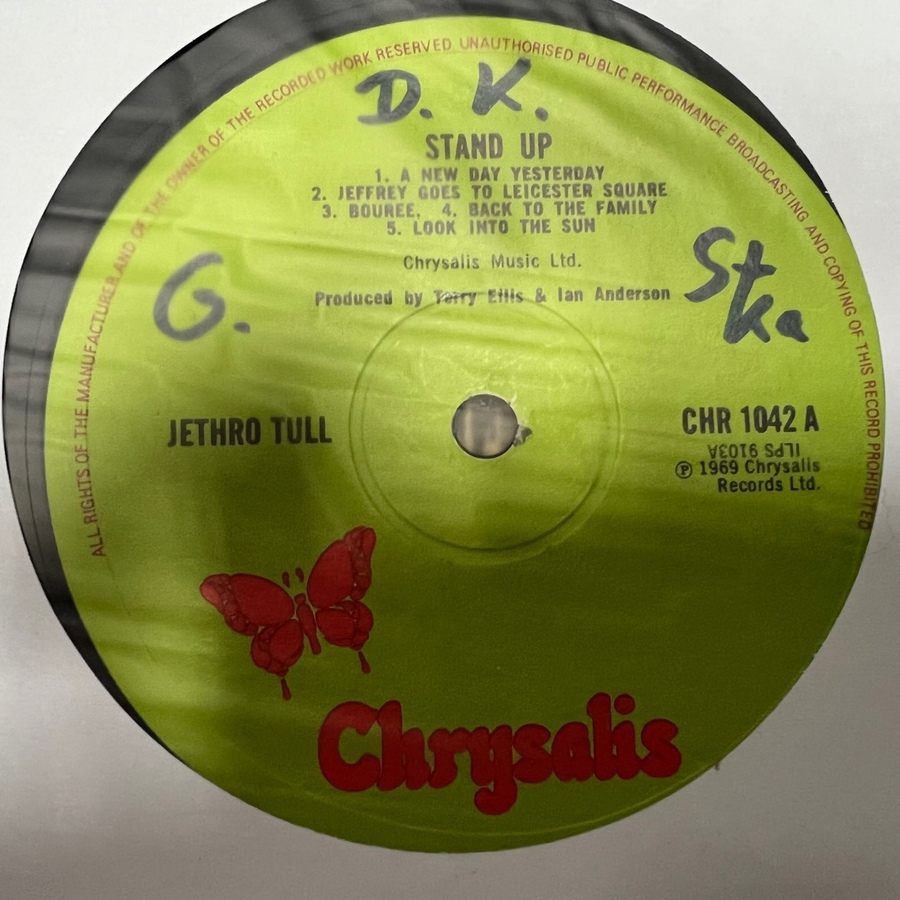 ALL RIGHTS OF THE MANUFACTURER AND OF THE OWNER OF THE RECORDED WORK RESERVED UNAUTHORISED PUBLIC PERFORMANCE BROADCASTING AND COPYING OF THIS RECORD PROHIBITED
D. K.
STAND UP
1. A NEW DAY YESTERDAY
2. JEFFREY GOES TO LEICESTER SQUARE
3. BOUREE, 4. BACK TO THE FAMILY
5. LOOK INTO THE SUN
Chrysalis Music Ltd.
Produced by Terry Ellis & Ian Anderson
G.
St
ka
JETHRO TULL
CHR 1042 A
ILPS 9103A
℗ 1969 Chrysalis
Records Ltd.
Chrysalis